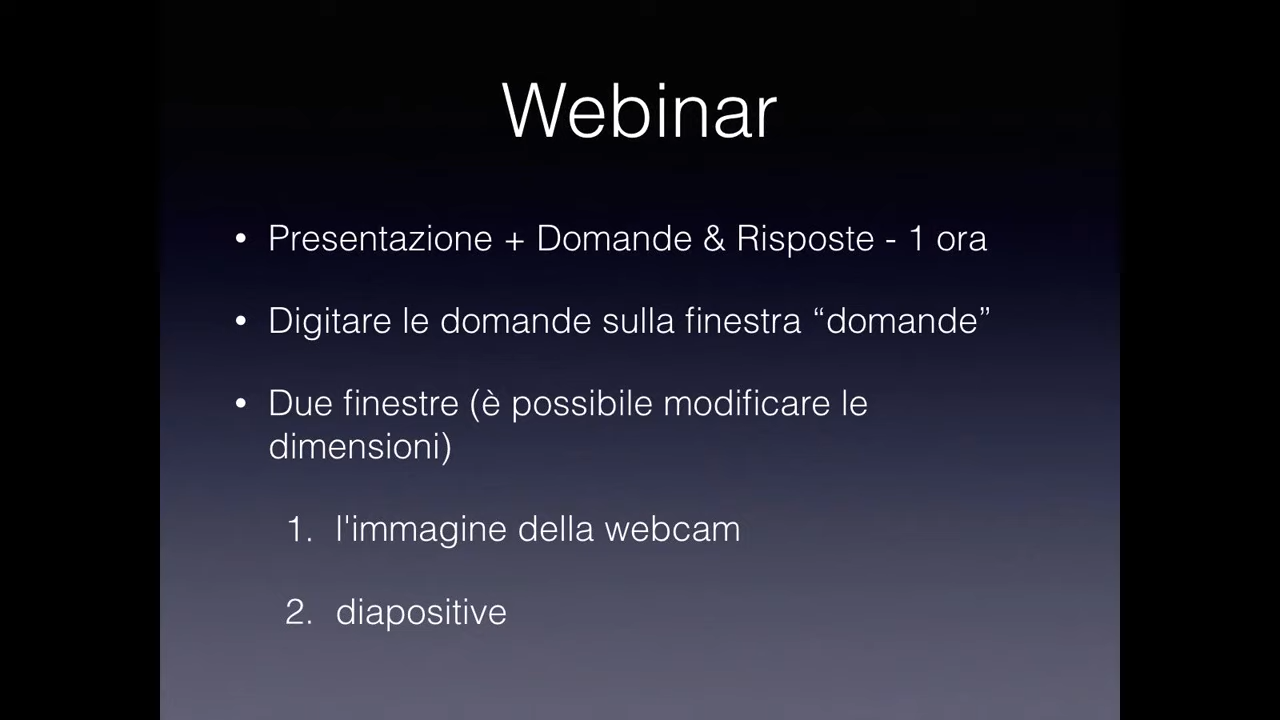 Webinar
• Presentazione + Domande & Risposte - 1 ora
• Digitare le domande sulla finestra “domande”
• Due finestre (è possibile modificare le
dimensioni)
1. l'immagine della webcam
2. diapositive